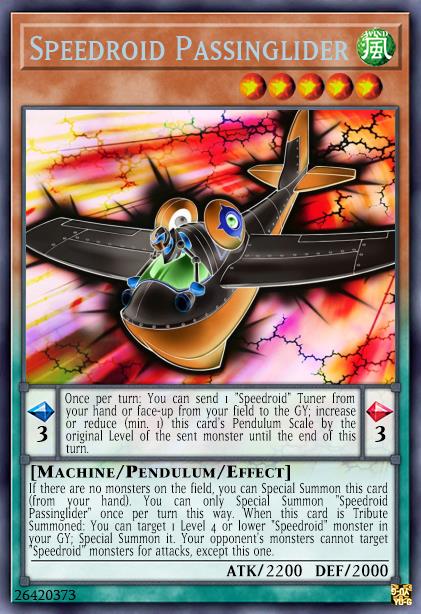 SPEEDROID PASSINGLIDER
WIND
風
Once per turn: You can send 1 "Speedroid" Tuner from
your hand or face-up from your field to the GY; increase
or reduce (min. 1) this card's Pendulum Scale by the
original Level of the sent monster until the end of this
turn.
3
3
[MACHINE/PENDULUM/EFFECT]
If there are no monsters on the field, you can Special Summon this card
(from your hand). You can only Special Summon "Speedroid
Passinglider" once per turn this way. When this card is Tribute
Summoned: You can target 1 Level 4 or lower "Speedroid" monster in
your GY; Special Summon it. Your opponent's monsters cannot target
"Speedroid" monsters for attacks, except this one.
ATK/2200 DEF/2000
26420373